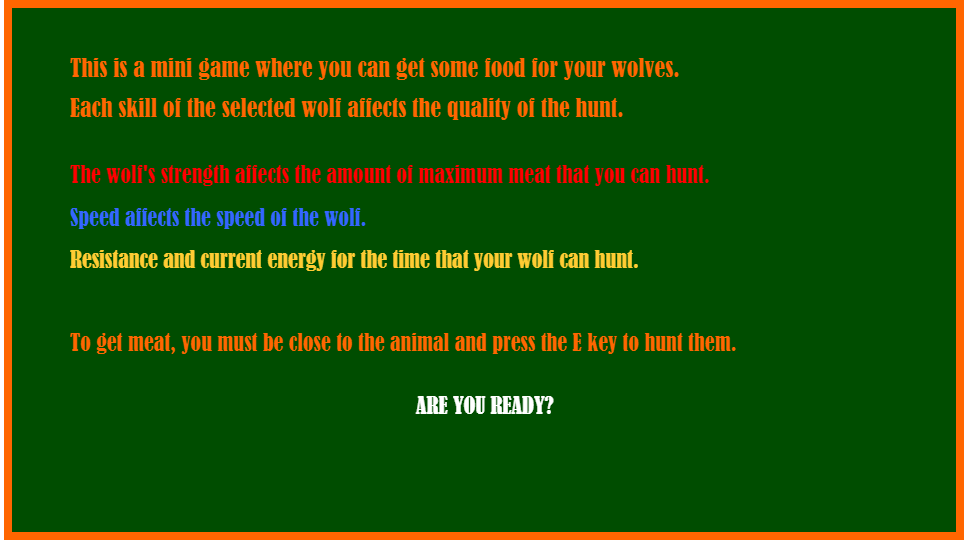 This is a mini game where you can get some food for your wolves.
Each skill of the selected wolf affects the quality of the hunt.
The wolf's strength affects the amount of maximum meat that you can hunt.
Speed affects the speed of the wolf.
Resistance and current energy for the time that your wolf can hunt.
To get meat, you must be close to the animal and press the E key to hunt them.
ARE YOU READY?